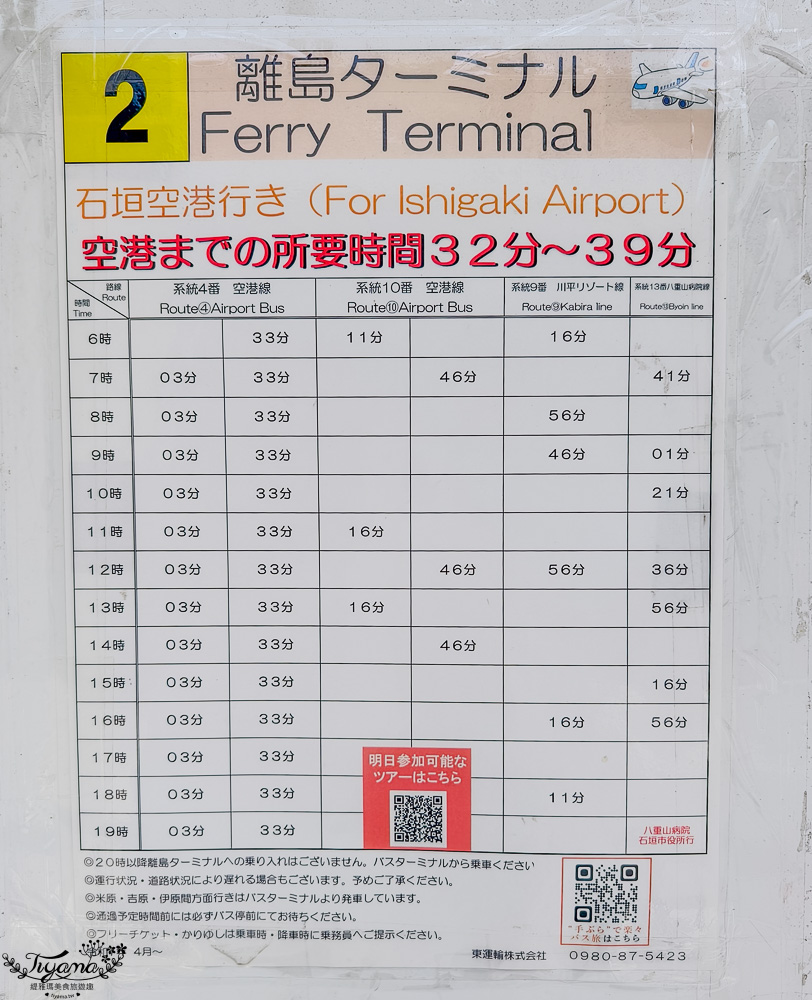 2
離島ターミナル
Ferry Terminal
石垣空港行き（For Ishigaki Airport）
空港までの所要時間３２分～３９分
路線 Route 時間 Time 系統4番 空港線 系統10番 空港線 系統9番 川平リゾート線 系統13番八重山病院線
Route④Airport Bus Route⑩Airport Bus Route⑨Kabira line Route⑬Byoin line
6時 33分 11分 16分
7時 03分 33分 46分 41分
8時 03分 33分 56分
9時 03分 33分 46分 01分
10時 03分 33分 21分
11時 03分 33分 16分
12時 03分 33分 46分 56分 36分
13時 03分 33分 16分 56分
14時 03分 33分 46分
15時 03分 33分 16分
16時 03分 33分 16分 56分
17時 03分 33分
18時 03分 33分 11分
19時 03分 33分
明日参加可能な
ツアーはこちら
八重山病院
石垣市役所行
◎２０時以降離島ターミナルへの乗り入れはございません。バスターミナルから乗車ください
◎運行状況・道路状況により遅れる場合もございます。予めご了承ください。
◎米原・吉原・伊原間方面行きはバスターミナルより発車しています。
◎通過予定時間前には必ずバス停前にてお待ちください。
◎フリーチケット・かりゆしは乗車時・降車時に乗務員へご提示ください。
4月～
東運輸株式会社 0980-87-5423
"手ぶら"で楽々
バス旅はこちら
Tiyama
緹雅瑪美食旅遊趣
tiyama.tw